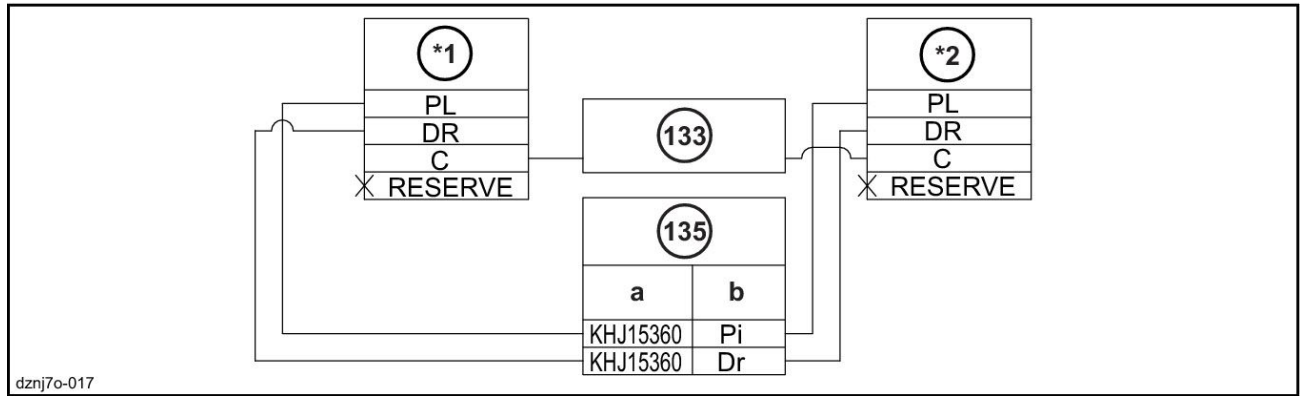 *1
PL
DR
C
RESERVE
133
*2
PL
DR
C
RESERVE
135
a b
KHJ15360 Pi
KHJ15360 Dr
dznj7o-017